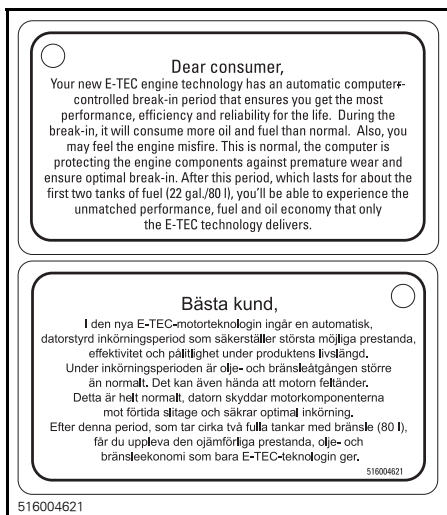 Dear consumer,
Your new E-TEC engine technology has an automatic computer-
controlled break-in period that ensures you get the most
performance, efficiency and reliability for the life. During the
break-in, it will consume more oil and fuel than normal. Also, you
may feel the engine misfire. This is normal, the computer is
protecting the engine components against premature wear and
ensure optimal break-in. After this period, which lasts for about the
first two tanks of fuel (22 gal./80 l), you'll be able to experience the
unmatched performance, fuel and oil economy that only
the E-TEC technology delivers.
Bästa kund,
I den nya E-TEC-motorteknologin ingår en automatisk,
datorstyrd inkörningsperiod som säkerställer största möjliga prestanda,
effektivitet och pålitlighet under produktens livslängd.
Under inkörningsperioden är olje- och bränsleåtgången större
än normalt. Det kan även hända att motorn feltänder.
Detta är helt normalt, datorn skyddar motorkomponenterna
mot förtida slitage och säkrar optimal inkörning.
Efter denna period, som tar cirka två fulla tankar med bränsle (80 l),
får du uppleva den ojämförliga prestanda, olje- och
bränsleekonomi som bara E-TEC-teknologin ger.
516004621
516004621